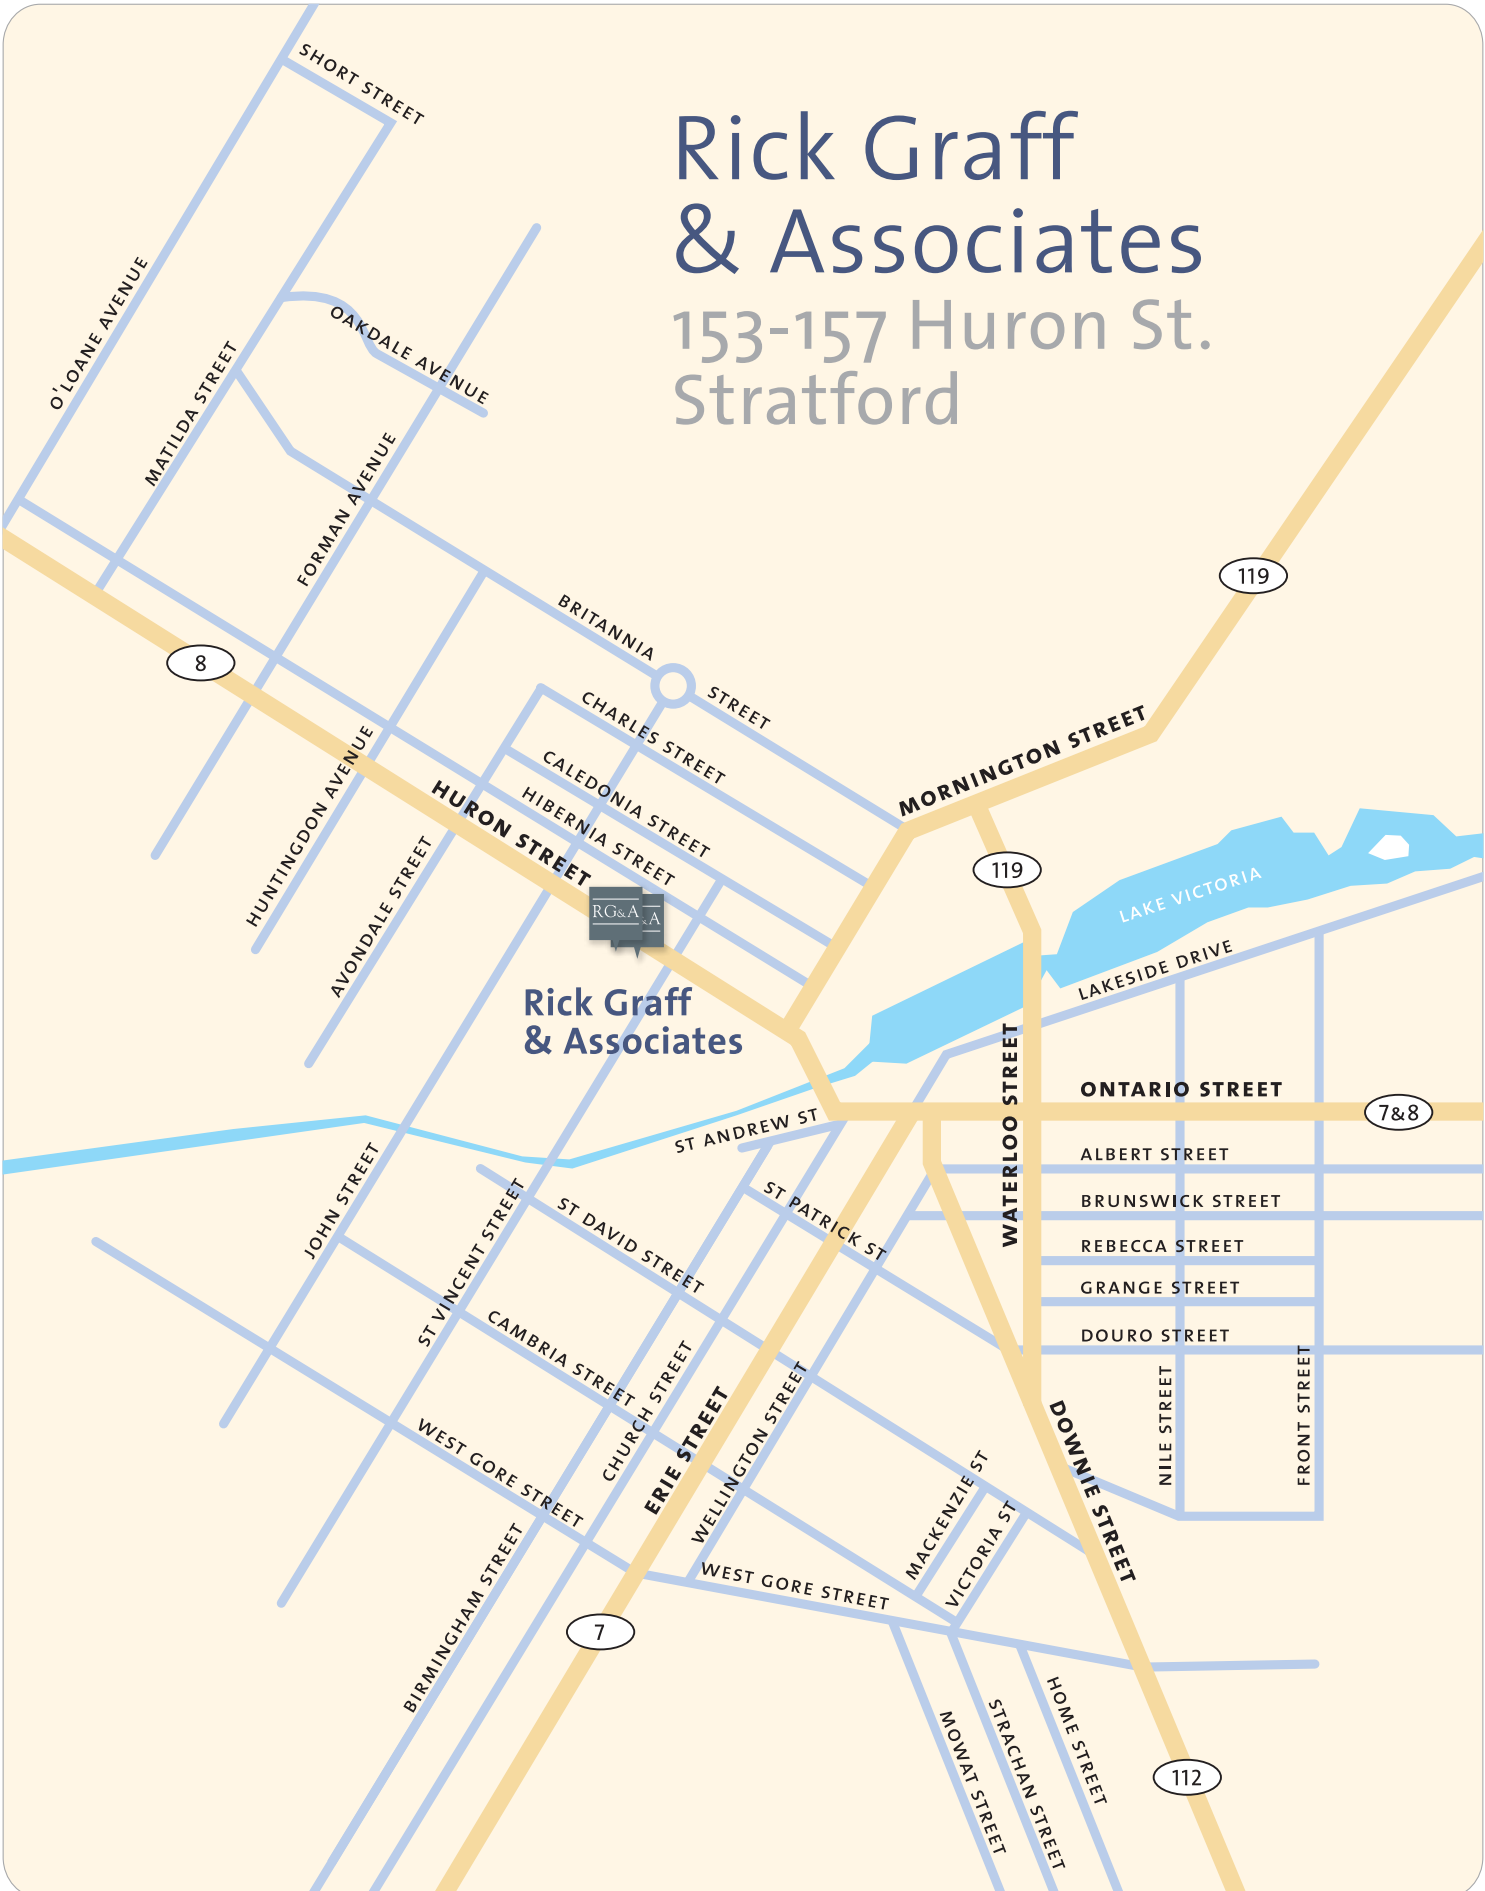 SHORT STREET
Rick Graff
& Associates
153-157 Huron St.
Stratford
O'LOANE AVENUE
MATILDA STREET
OAKDALE AVENUE
FORMAN AVENUE
119
BRITANNIA STREET
8
CHARLES STREET
CALEDONIA STREET
HIBERNIA STREET
HURON STREET
HUNTINGDON AVENUE
AVONDALE STREET
MORNINGTON STREET
119
LAKE VICTORIA
RG&A
&A
LAKESIDE DRIVE
Rick Graff
& Associates
WATERLOO STREET
ONTARIO STREET
7&8
ST ANDREW ST
ALBERT STREET
BRUNSWICK STREET
REBECCA STREET
GRANGE STREET
DOURO STREET
JOHN STREET
ST VINCENT STREET
ST DAVID STREET
ST PATRICK ST
CAMBRIA STREET
CHURCH STREET
ERIE STREET
WELLINGTON STREET
NILE STREET
FRONT STREET
DOWNIE STREET
WEST GORE STREET
MACKENZIE ST
VICTORIA ST
WEST GORE STREET
BIRMINGHAM STREET
7
MOWAT STREET
STRACHAN STREET
HOME STREET
112